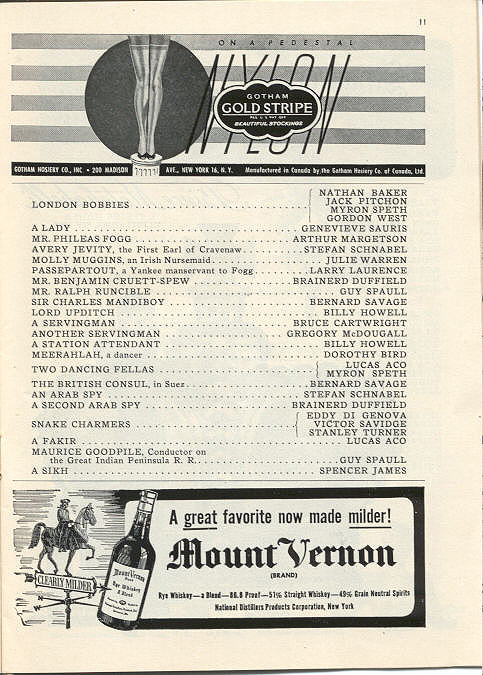 11
ON A PEDESTAL
NYLON
GOTHAM
GOLD STRIPE
REG. U. S. PAT. OFF.
BEAUTIFUL STOCKINGS
GOTHAM HOSIERY CO., INC. • 200 MADISON AVE., NEW YORK 16, N. Y. Manufactured in Canada by the Gotham Hosiery Co. of Canada, Ltd.
LONDON BOBBIES { NATHAN BAKER
JACK PITCHON
MYRON SPETH
GORDON WEST
A LADY GENEVIEVE SAURIS
MR. PHILEAS FOGG ARTHUR MARGETSON
AVERY JEVITY, the First Earl of Cravenaw STEFAN SCHNABEL
MOLLY MUGGINS, an Irish Nursemaid JULIE WARREN
PASSEPARTOUT, a Yankee manservant to Fogg LARRY LAURENCE
MR. BENJAMIN CRUETT-SPEW BRAINERD DUFFIELD
MR. RALPH RUNCIBLE GUY SPAULL
SIR CHARLES MANDIBOY BERNARD SAVAGE
LORD UPDITCH BILLY HOWELL
A SERVINGMAN BRUCE CARTWRIGHT
ANOTHER SERVINGMAN GREGORY McDOUGALL
A STATION ATTENDANT BILLY HOWELL
MEERAHLAH, a dancer DOROTHY BIRD
TWO DANCING FELLAS { LUCAS ACO
MYRON SPETH
THE BRITISH CONSUL, in Suez BERNARD SAVAGE
AN ARAB SPY STEFAN SCHNABEL
A SECOND ARAB SPY BRAINERD DUFFIELD
SNAKE CHARMERS { EDDY DI GENOVA
VICTOR SAVIDGE
STANLEY TURNER
A FAKIR LUCAS ACO
MAURICE GOODPILE, Conductor on
the Great Indian Peninsula R. R. GUY SPAULL
A SIKH SPENCER JAMES
CLEARLY MILDER
W
Mount Vernon
BRAND
Rye Whiskey
A Blend
A great favorite now made milder!
Mount Vernon
(BRAND)
Rye Whiskey—a Blend—86.8 Proof—51% Straight Whiskey—49% Grain Neutral Spirits
National Distillers Products Corporation, New York